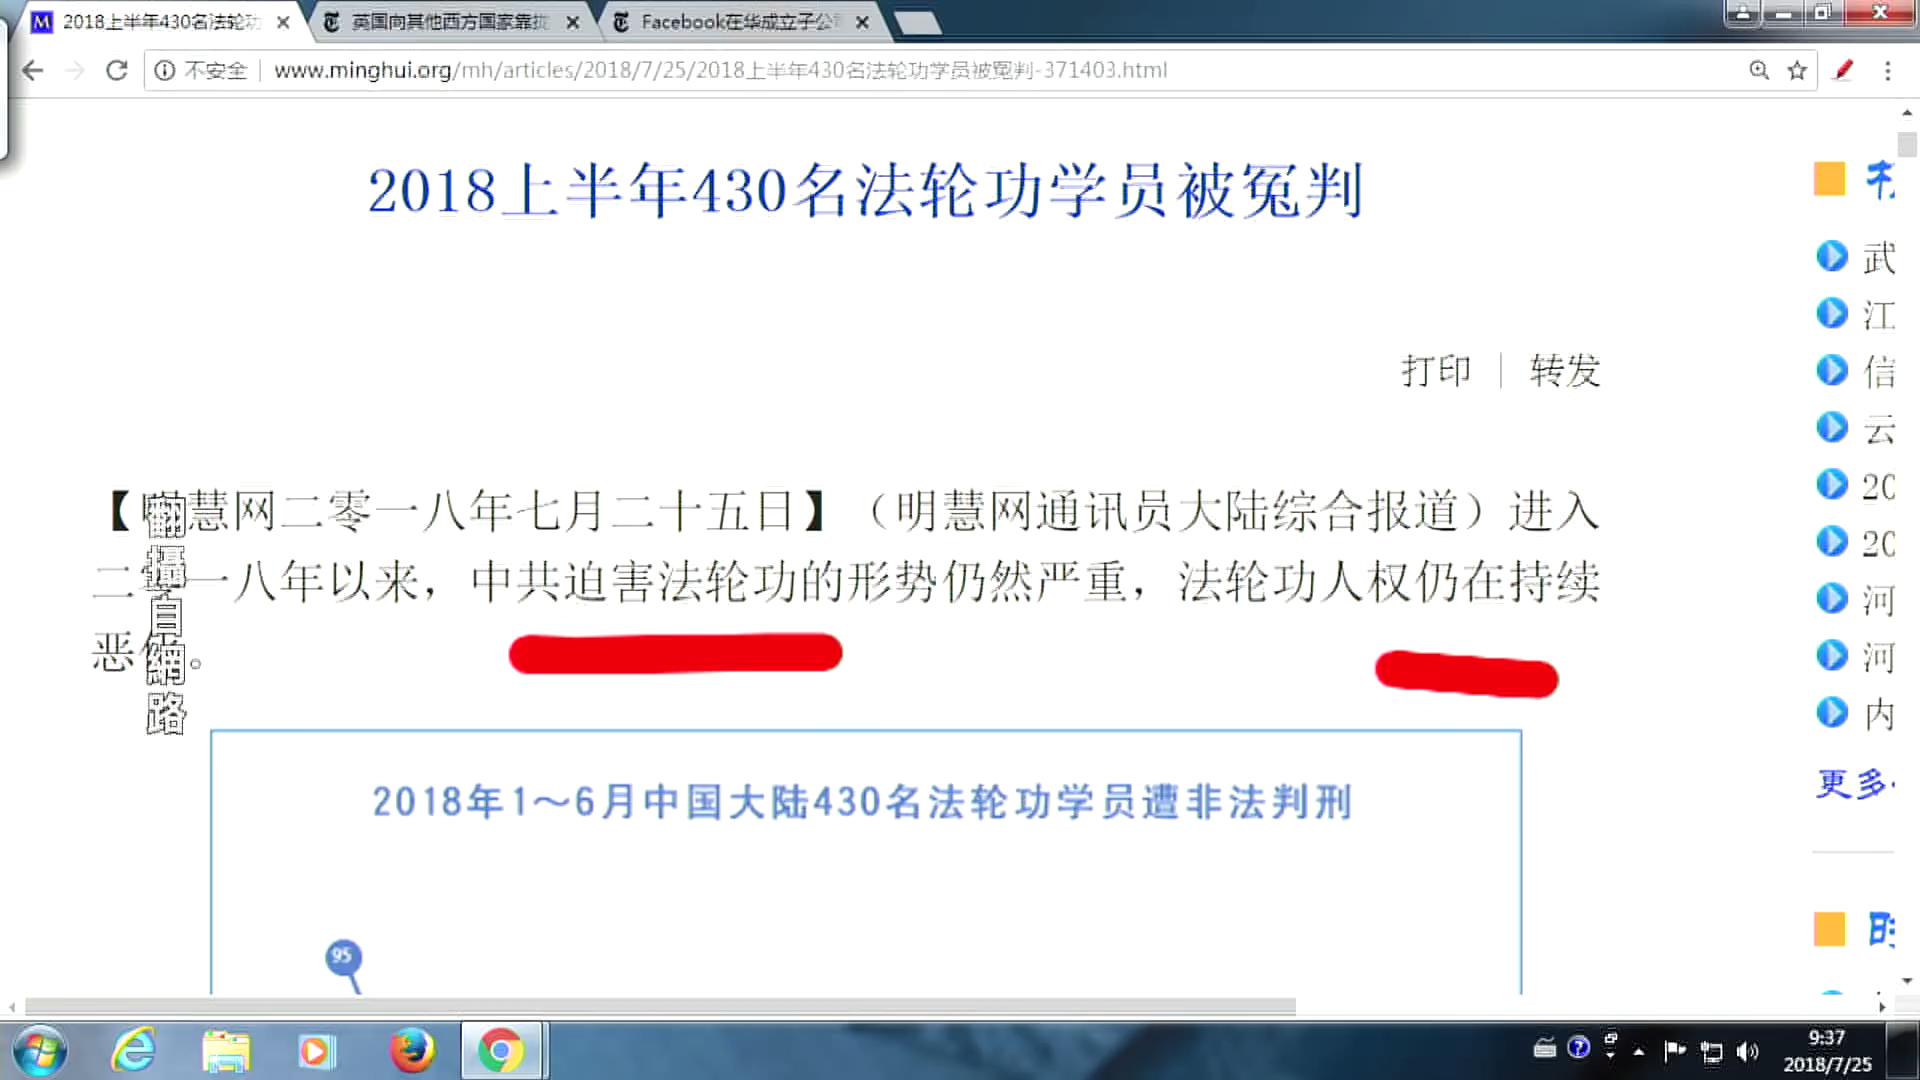 2018上半年430名法轮功
英国向其他西方国家靠拢
Facebook在华成立子公司
不安全
www.minghui.org/mh/articles/2018/7/25/2018上半年430名法轮功学员被冤判-371403.html
2018上半年430名法轮功学员被冤判
打印 | 转发
【明慧网二零一八年七月二十五日】（明慧网通讯员大陆综合报道）进入
二零一八年以来，中共迫害法轮功的形势仍然严重，法轮功人权仍在持续
恶化。
翻攝自網路
2018年1～6月中国大陆430名法轮功学员遭非法判刑
95
武
江
信
云
20
20
河
河
内
更多
9:37
2018/7/25